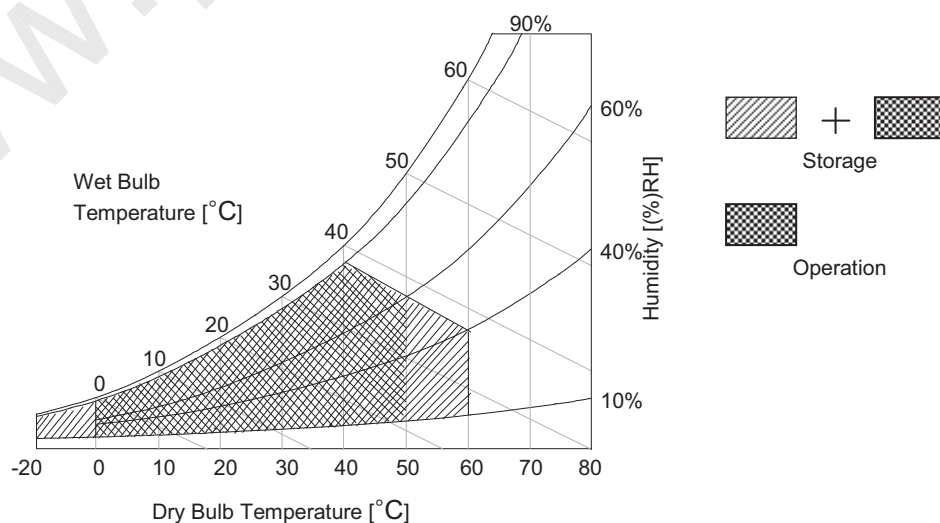 90%
60
60%
50
Wet Bulb
Temperature [°C]
40
40%
30
20
10
0
10%
Humidity [(%)RH]
-20 0 10 20 30 40 50 60 70 80
Dry Bulb Temperature [°C]
+
Storage
Operation